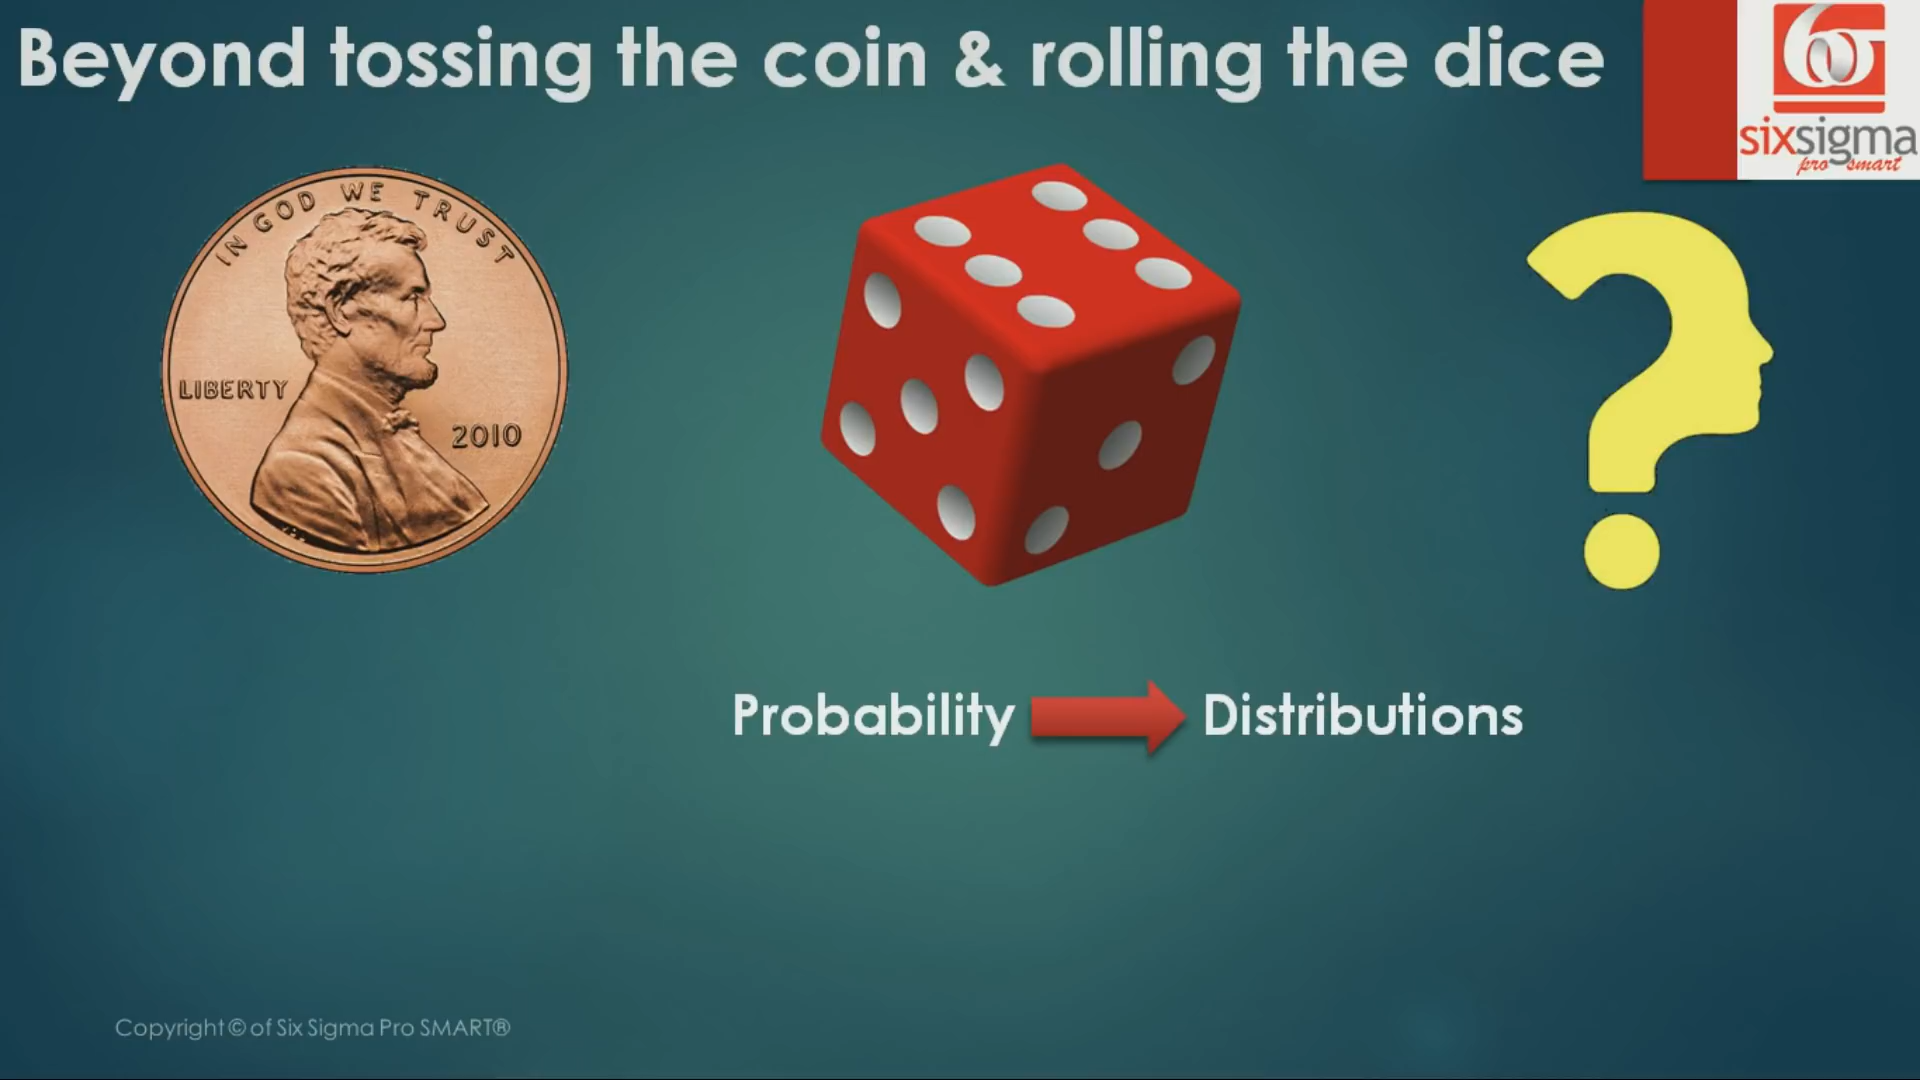 Beyond tossing the coin & rolling the dice
6σ
sixsigma
pro smart
IN GOD WE TRUST
LIBERTY
2010
Probability
Distributions
Copyright © of Six Sigma Pro SMART®